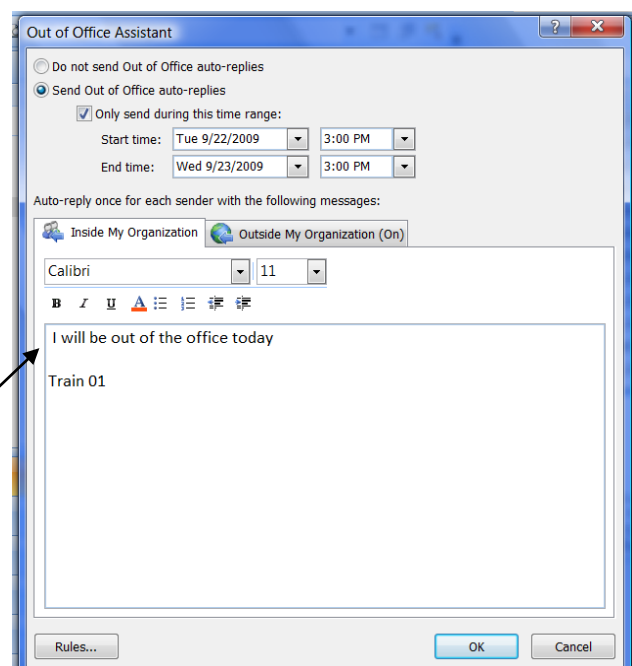 Out of Office Assistant
Do not send Out of Office auto-replies
Send Out of Office auto-replies
Only send during this time range:
Start time: Tue 9/22/2009 3:00 PM
End time: Wed 9/23/2009 3:00 PM
Auto-reply once for each sender with the following messages:
Inside My Organization Outside My Organization (On)
Calibri 11
B I U A
I will be out of the office today
Train 01
Rules... OK Cancel